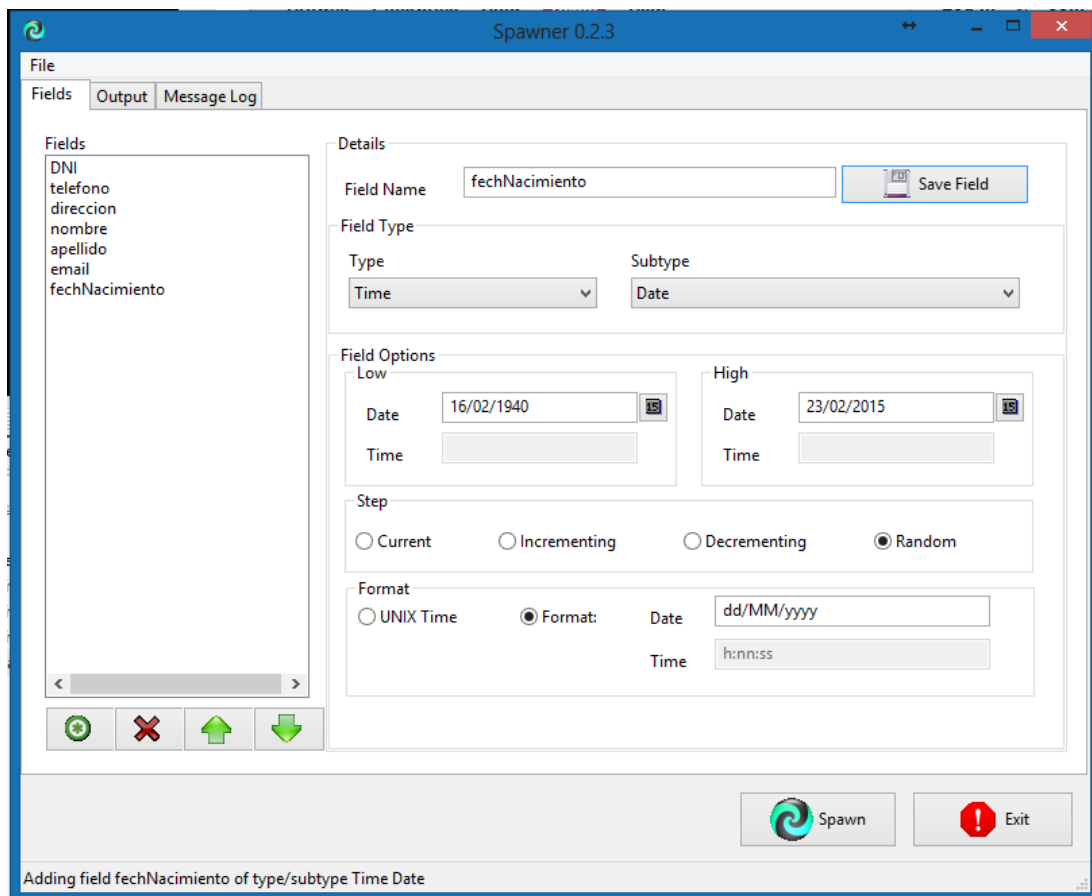 Spawner 0.2.3
File
Fields Output Message Log
Fields
DNI
telefono
direccion
nombre
apellido
email
fechNacimiento
Details
Field Name fechNacimiento Save Field
Field Type
Type Subtype
Time Date
Field Options
Low High
Date 16/02/1940 15 Date 23/02/2015 15
Time Time
Step
Current Incrementing Decrementing Random
Format
UNIX Time Format: Date dd/MM/yyyy
Time h:nn:ss
Spawn Exit
Adding field fechNacimiento of type/subtype Time Date